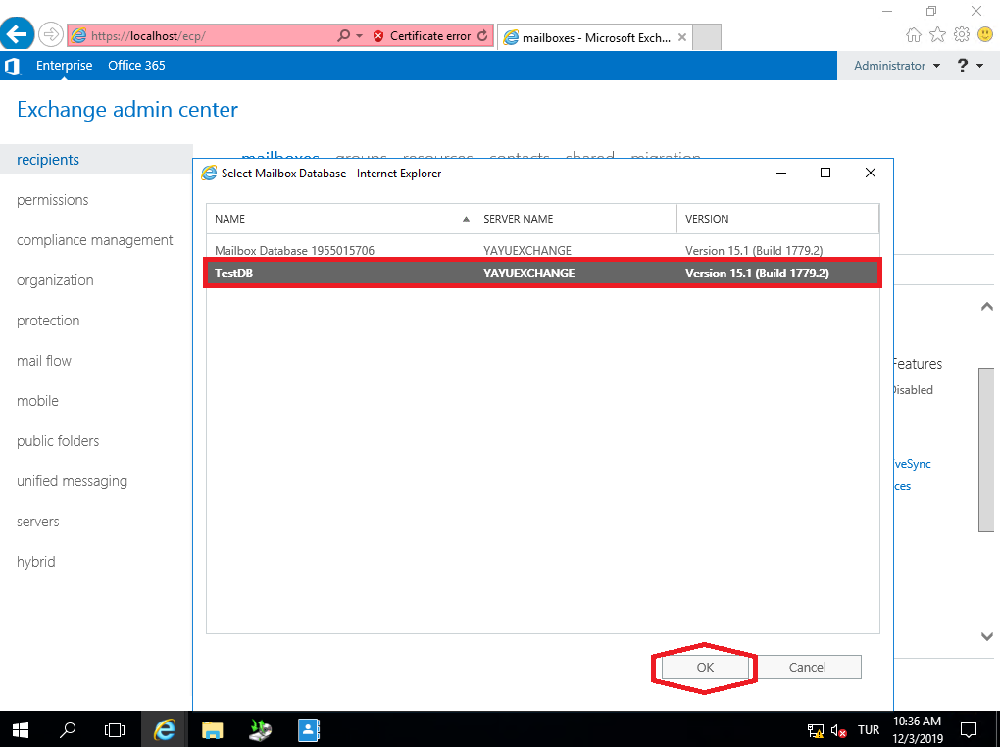 https://localhost/ecp/
Certificate error
mailboxes - Microsoft Exch...
Enterprise
Office 365
Administrator
?
Exchange admin center
recipients
permissions
compliance management
organization
protection
mail flow
mobile
public folders
unified messaging
servers
hybrid
mailboxes groups resources contacts shared migration
Select Mailbox Database - Internet Explorer
NAME SERVER NAME VERSION
Mailbox Database 1955015706 YAYUEXCHANGE Version 15.1 (Build 1779.2)
TestDB YAYUEXCHANGE Version 15.1 (Build 1779.2)
Features
Disabled
iveSync
ces
OK
Cancel
TUR
10:36 AM
12/3/2019